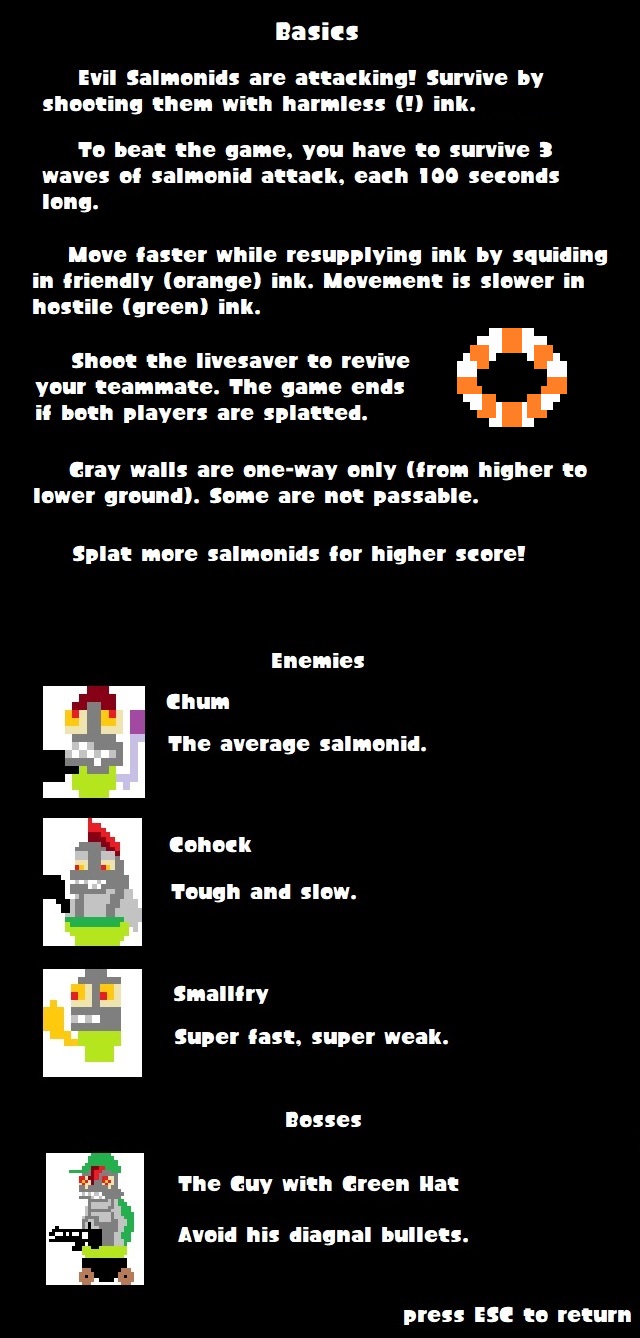 Basics
Evil Salmonids are attacking! Survive by
shooting them with harmless (!) ink.
To beat the game, you have to survive 3
waves of salmonid attack, each 100 seconds
long.
Move faster while resupplying ink by squiding
in friendly (orange) ink. Movement is slower in
hostile (green) ink.
Shoot the livesaver to revive
your teammate. The game ends
if both players are splatted.
Gray walls are one-way only (from higher to
lower ground). Some are not passable.
Splat more salmonids for higher score!
Enemies
Chum
The average salmonid.
Cohock
Tough and slow.
Smallfry
Super fast, super weak.
Bosses
The Guy with Green Hat
Avoid his diagnal bullets.
press ESC to return